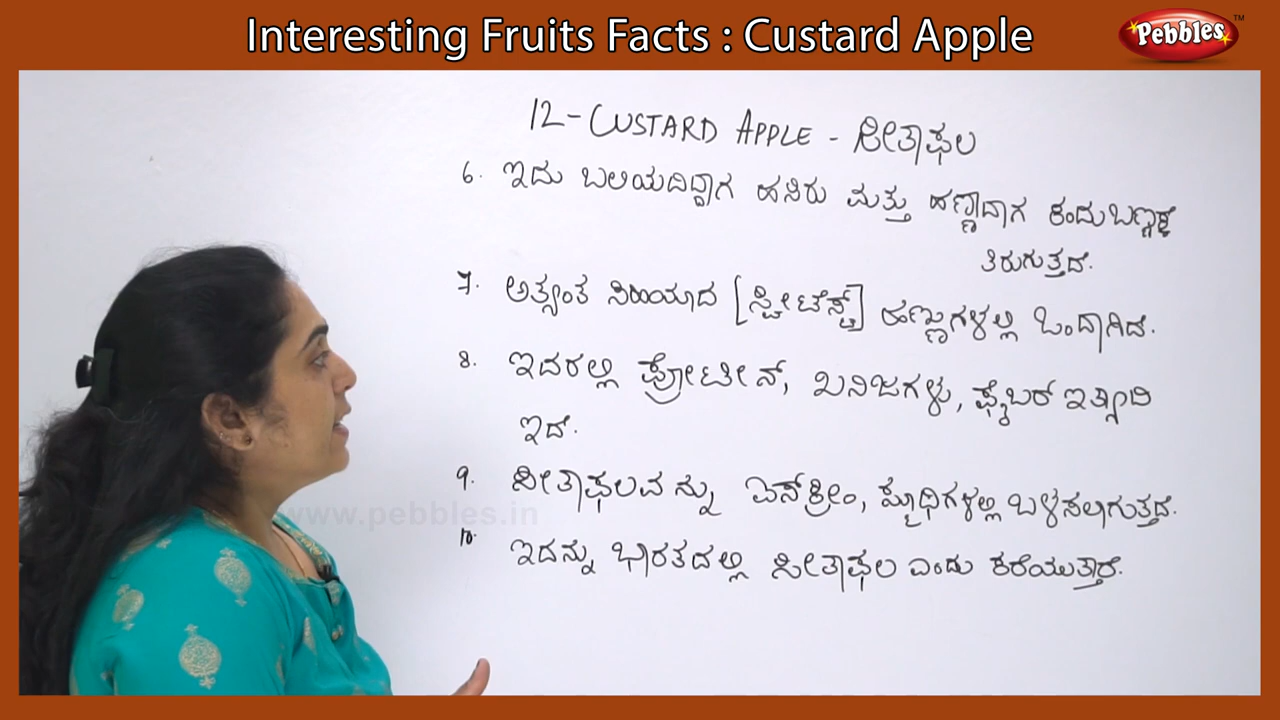 Interesting Fruits Facts : Custard Apple
Pebbles™
12 - CUSTARD APPLE - ಸೀತಾಫಲ
6. ಇದು ಬಲಿಯದಿದ್ದಾಗ ಹಸಿರು ಮತ್ತು ಹಣ್ಣಾದಾಗ ಕಂದುಬಣ್ಣಕ್ಕೆ
ತಿರುಗುತ್ತದೆ.
7. ಅತ್ಯಂತ ಸಿಹಿಯಾದ [ಸ್ವೀಟೆಸ್ಟ್] ಹಣ್ಣುಗಳಲ್ಲಿ ಒಂದಾಗಿದೆ.
8. ಇದರಲ್ಲಿ ಪ್ರೋಟೀನ್, ಖನಿಜಗಳು, ಫೈಬರ್ ಇತ್ಯಾದಿ
ಇದೆ.
9. ಸೀತಾಫಲವನ್ನು ಐಸ್‌ಕ್ರೀಂ, ಸ್ಮೂಥಿಗಳಲ್ಲಿ ಬಳಸಲಾಗುತ್ತದೆ.
www.pebbles.in
10. ಇದನ್ನು ಭಾರತದಲ್ಲಿ ಸೀತಾಫಲ ಎಂದು ಕರೆಯುತ್ತಾರೆ.